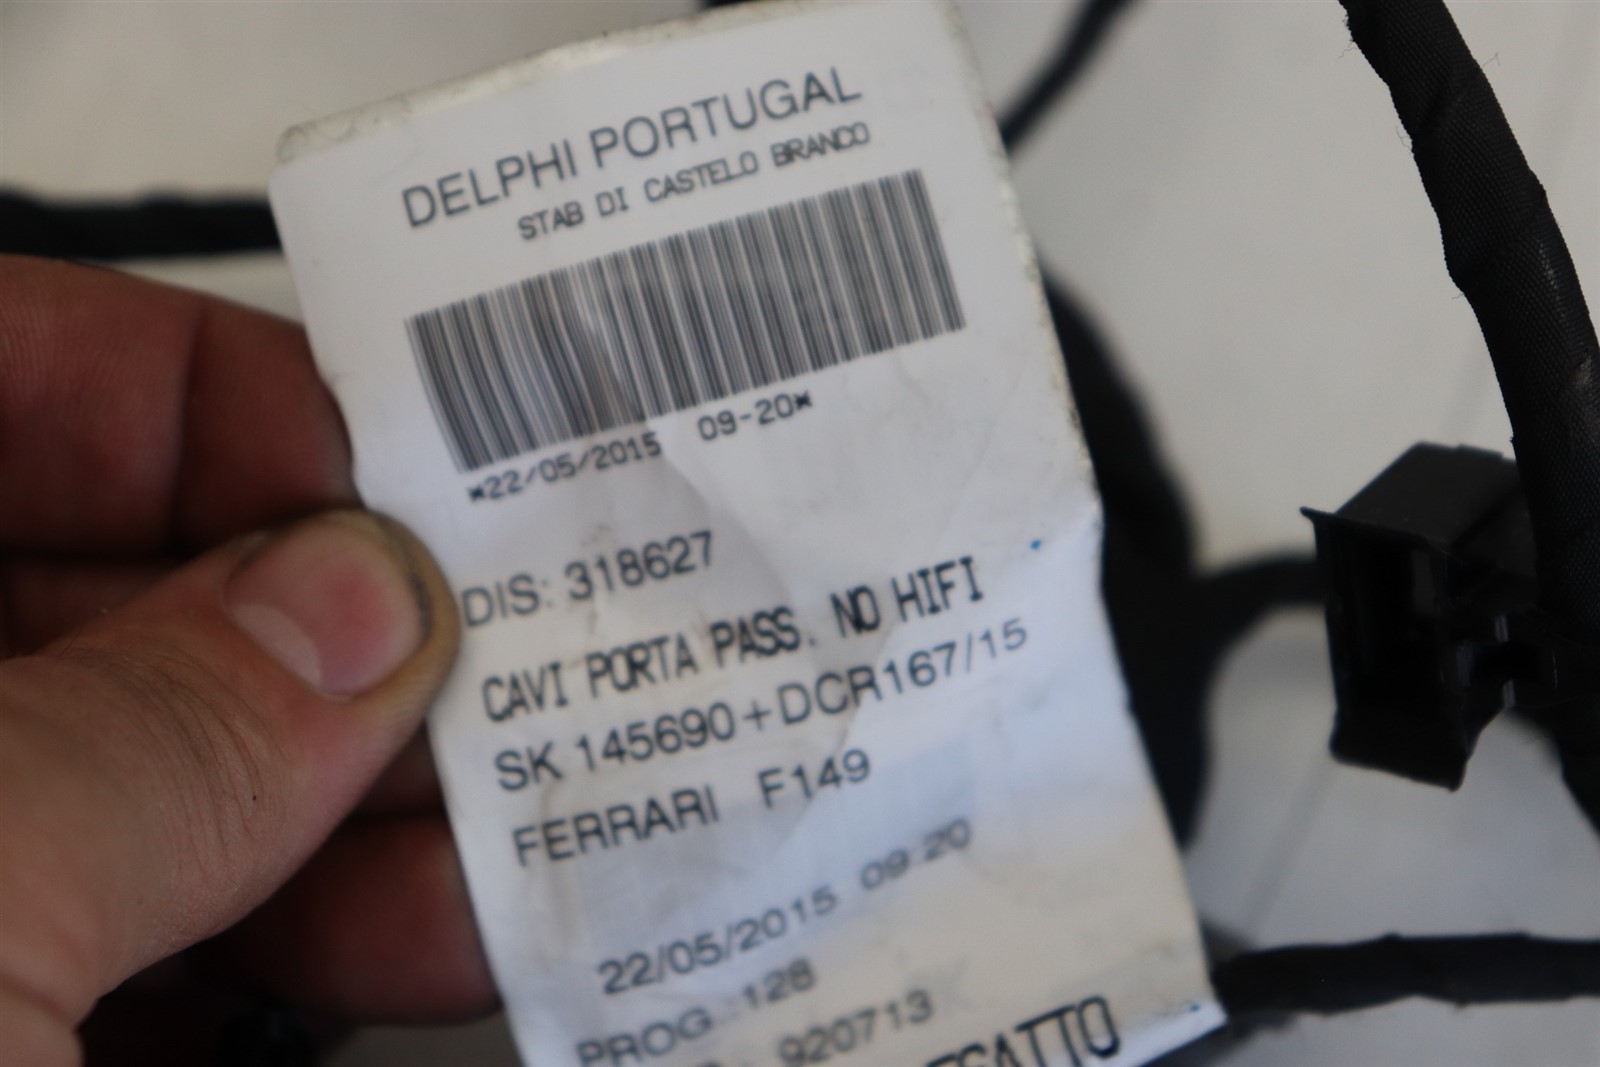 DELPHI PORTUGAL
STAB DI CASTELO BRANCO
*22/05/2015 09-20*
DIS: 318627
CAVI PORTA PASS. NO HIFI
SK 145690+DCR167/15
FERRARI F149
22/05/2015 09:20
PROG 128
920713